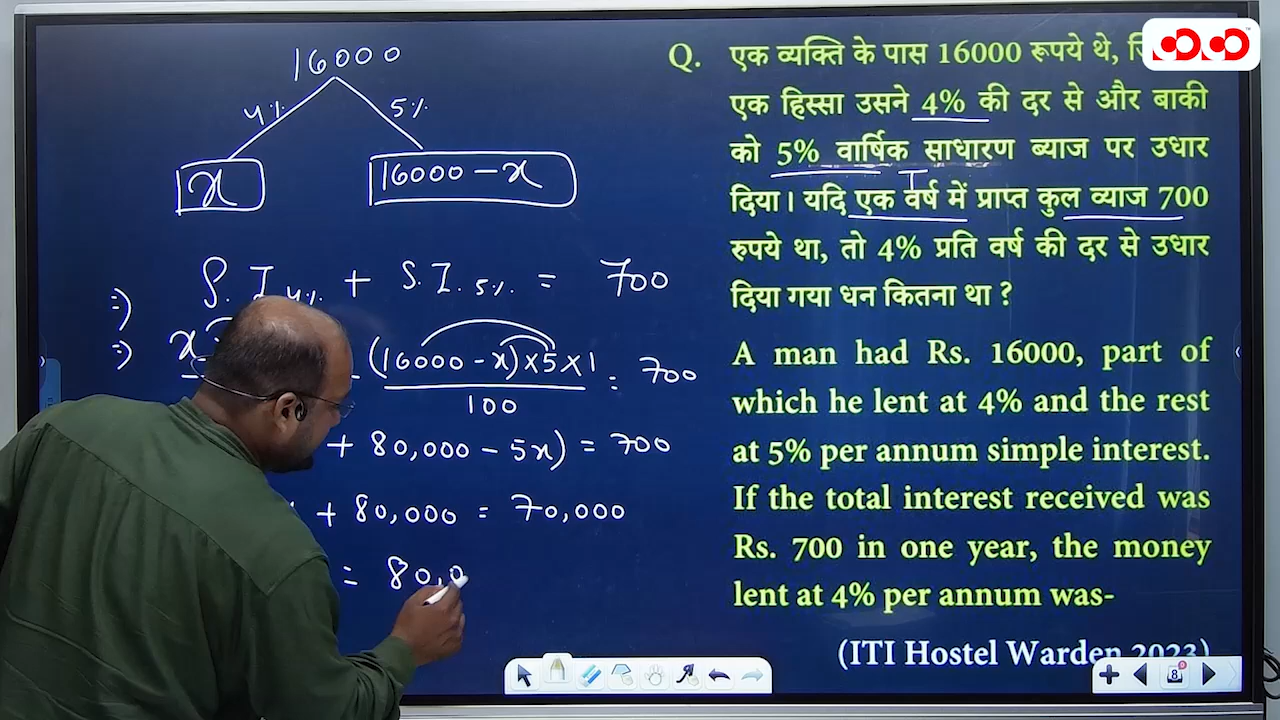 16000
4% 5%
x 16000 - x
:) S.I 4% + S.I. 5%. = 700
:) x (16000 - x) × 5 × 1 = 700
100
+ 80,000 - 5x) = 700
+ 80,000 = 70,000
= 80,0
Q. एक व्यक्ति के पास 16000 रूपये थे,
एक हिस्सा उसने 4% की दर से और बाकी
को 5% वार्षिक साधारण ब्याज पर उधार
दिया। यदि एक वर्ष में प्राप्त कुल व्याज 700
रुपये था, तो 4% प्रति वर्ष की दर से उधार
दिया गया धन कितना था ?
A man had Rs. 16000, part of
which he lent at 4% and the rest
at 5% per annum simple interest.
If the total interest received was
Rs. 700 in one year, the money
lent at 4% per annum was-
(ITI Hostel Warden 2023)
8